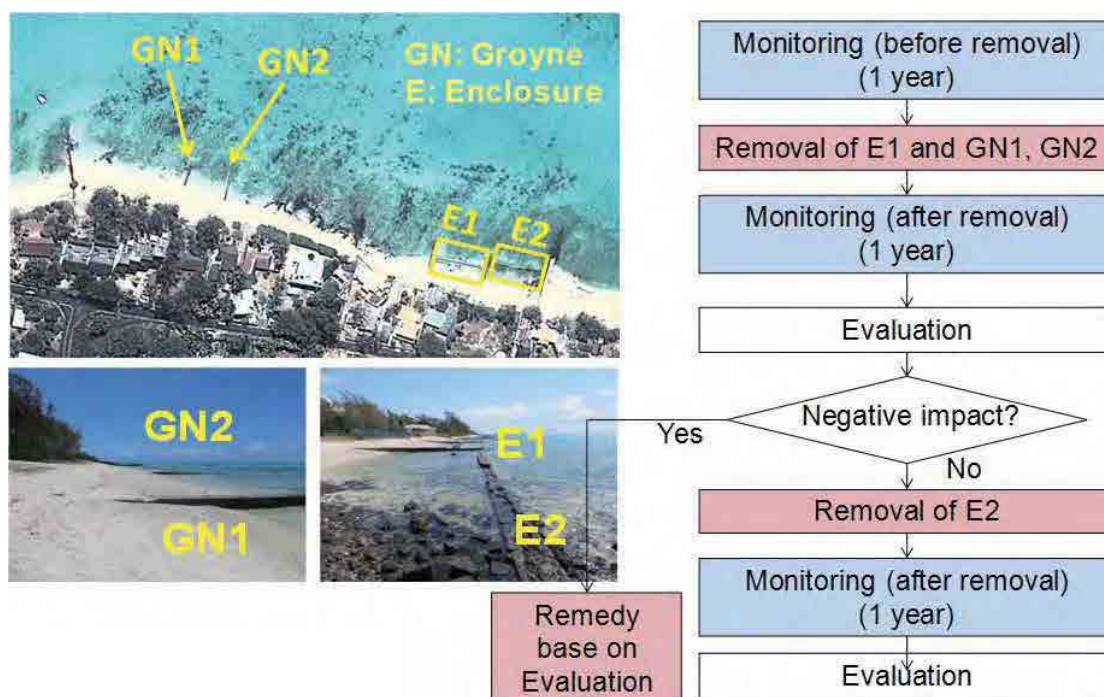 GN1
GN2
GN: Groyne
E: Enclosure
E1
E2
GN2
GN1
E1
E2
Monitoring (before removal)
(1 year)
Removal of E1 and GN1, GN2
Monitoring (after removal)
(1 year)
Evaluation
Negative impact?
Yes
No
Removal of E2
Monitoring (after removal)
(1 year)
Evaluation
Remedy
base on
Evaluation